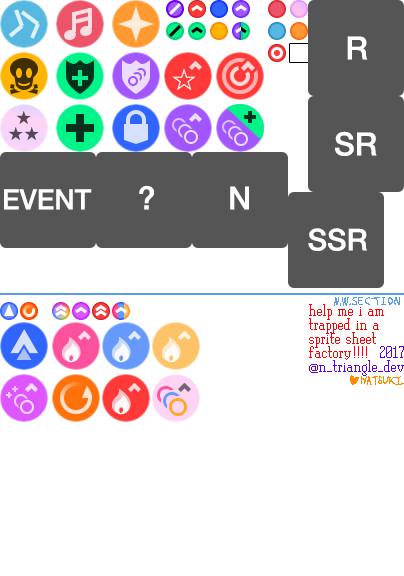 R
SR
EVENT ? N
SSR
N.W.SECTION
help me i am
trapped in a
sprite sheet
factory!!!! 2017
@n_triangle_dev
NATSUKI